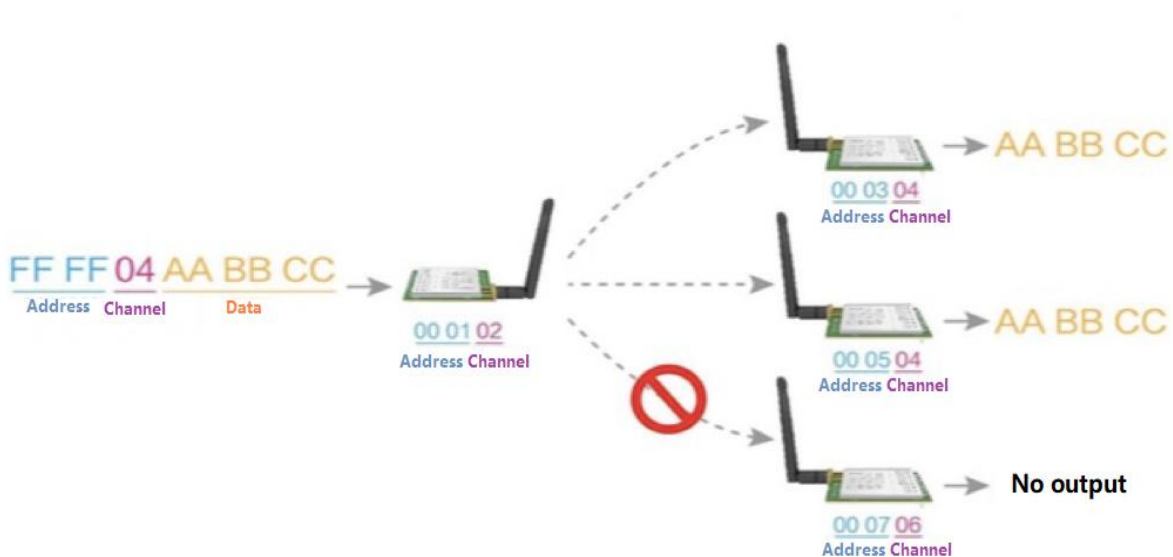 FF FF 04 AA BB CC
Address Channel Data
00 01 02
Address Channel
00 03 04
Address Channel
AA BB CC
00 05 04
Address Channel
AA BB CC
00 07 06
Address Channel
No output